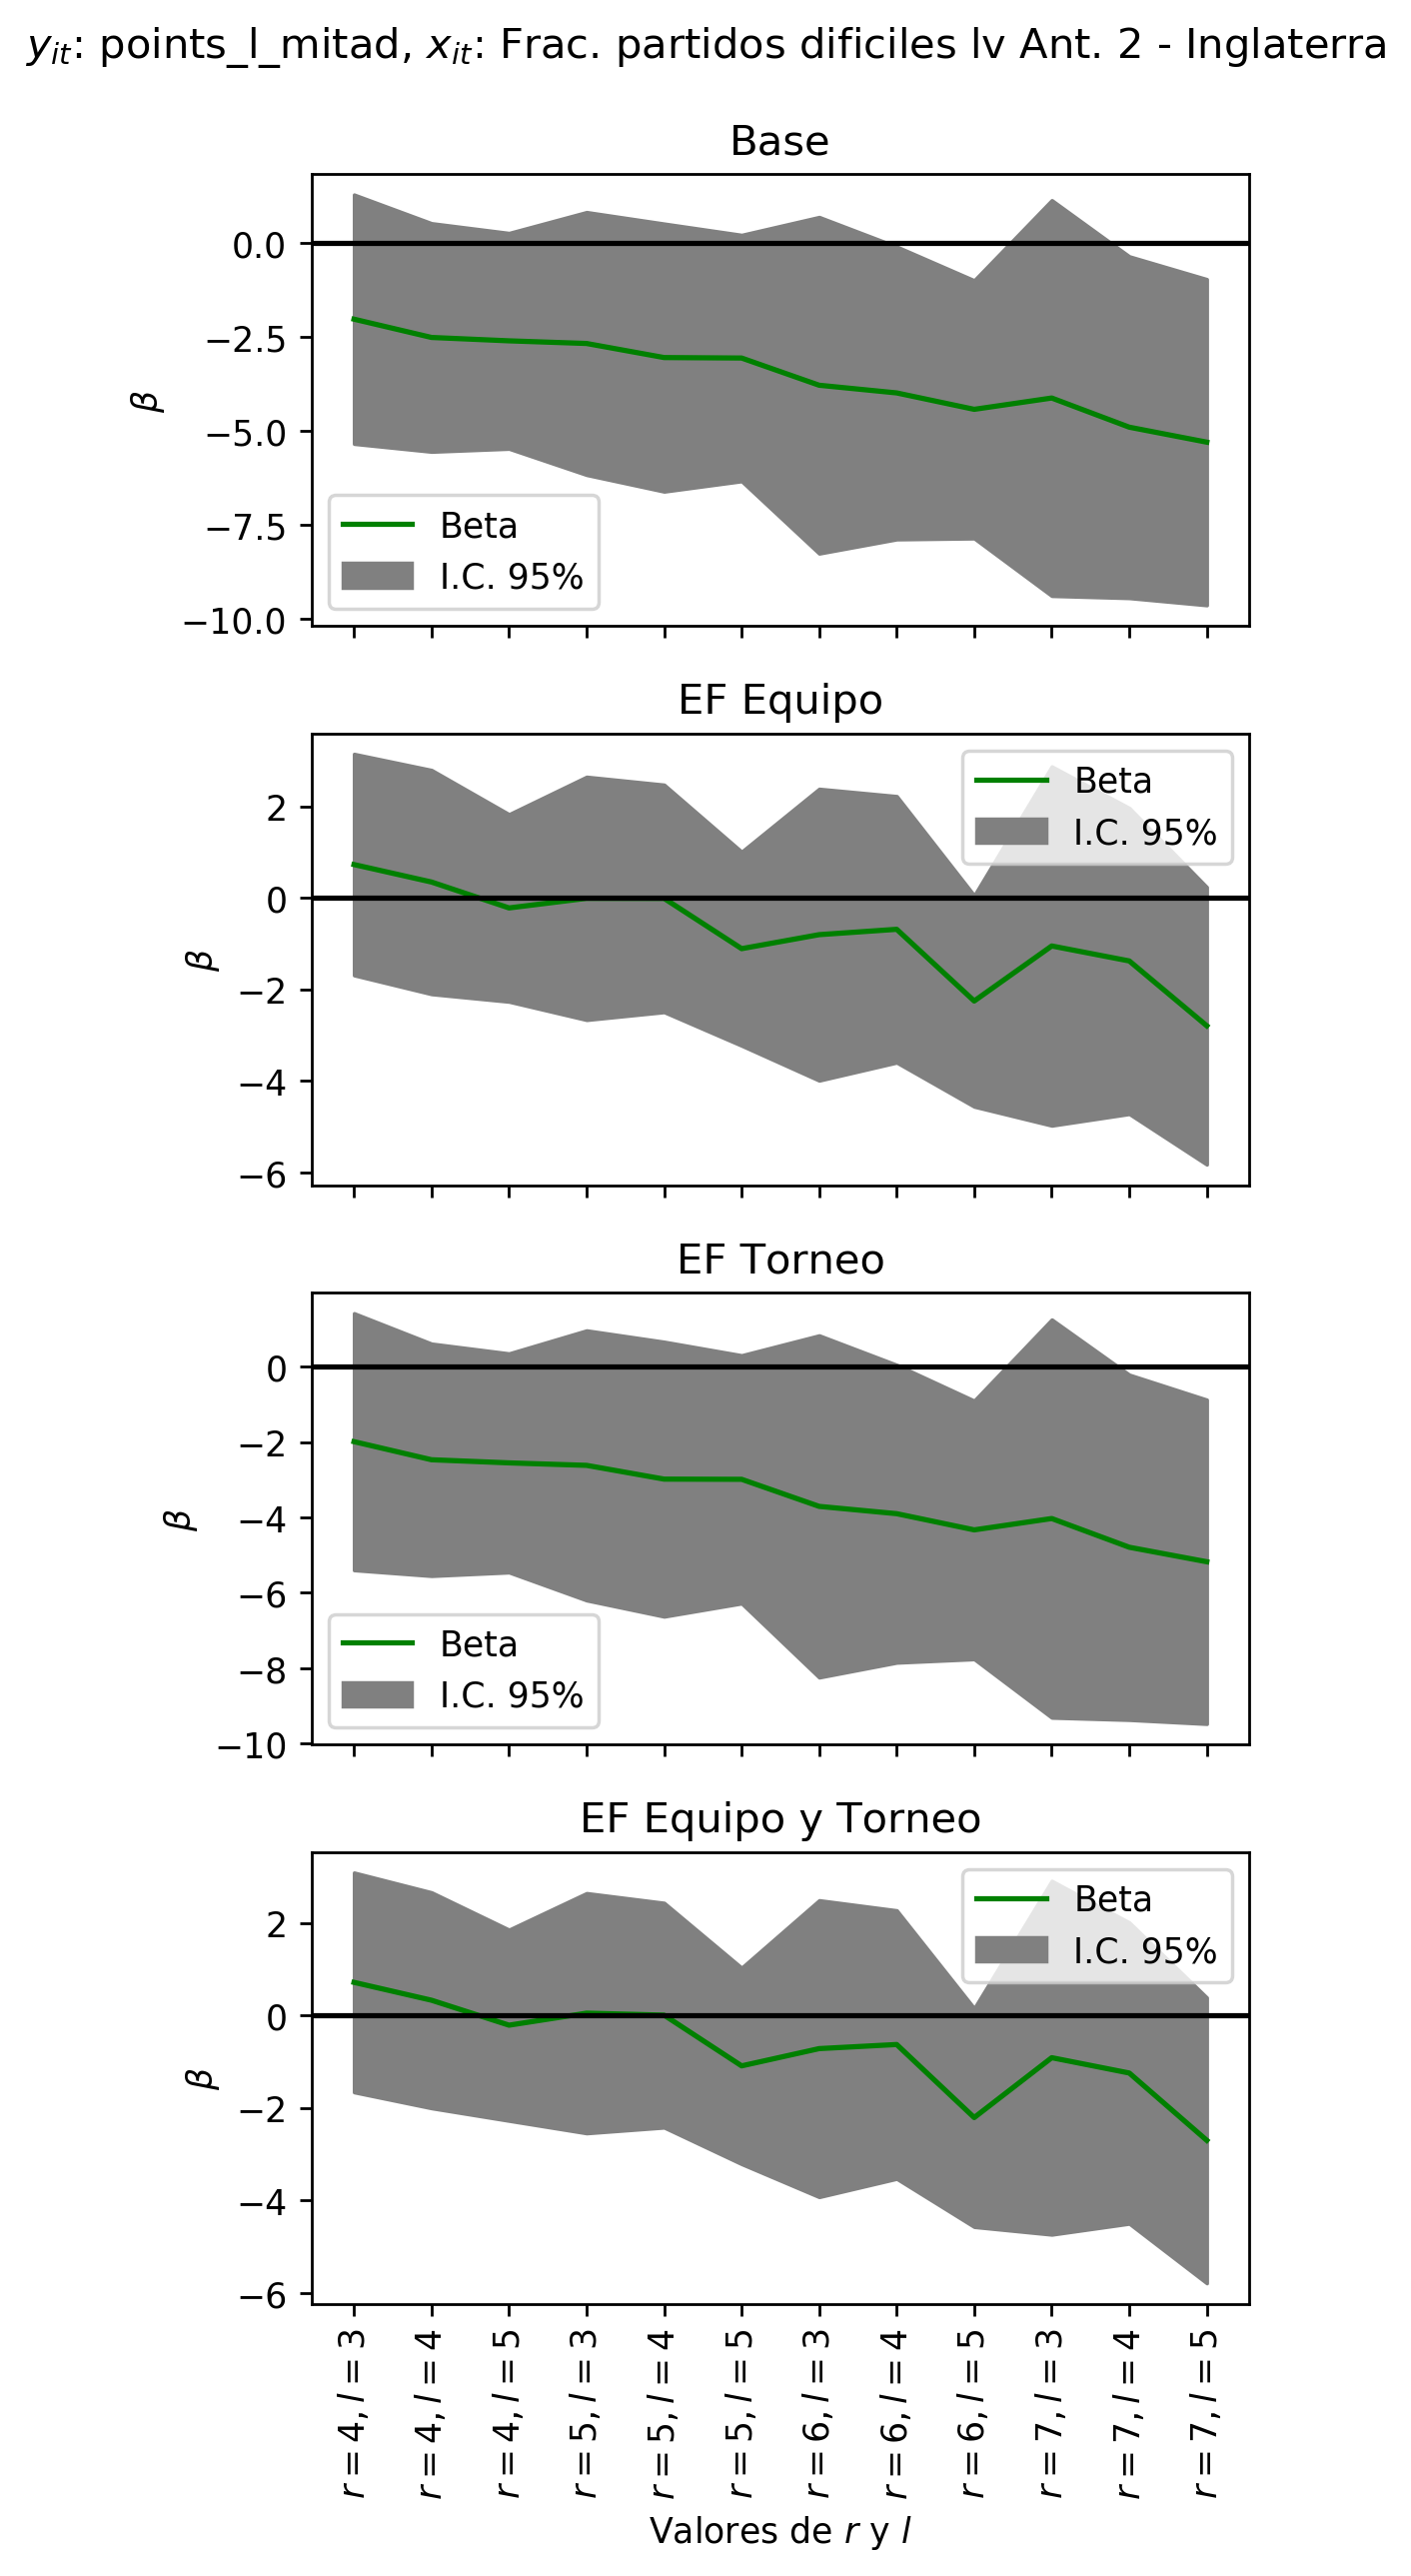 y_it: points_l_mitad, x_it: Frac. partidos dificiles lv Ant. 2 - Inglaterra
Base
0.0
−2.5
−5.0
−7.5
−10.0
β
Beta
I.C. 95%
EF Equipo
2
0
−2
−4
−6
β
Beta
I.C. 95%
EF Torneo
0
−2
−4
−6
−8
−10
β
Beta
I.C. 95%
EF Equipo y Torneo
2
0
−2
−4
−6
β
Beta
I.C. 95%
r = 4, l = 3
r = 4, l = 4
r = 4, l = 5
r = 5, l = 3
r = 5, l = 4
r = 5, l = 5
r = 6, l = 3
r = 6, l = 4
r = 6, l = 5
r = 7, l = 3
r = 7, l = 4
r = 7, l = 5
Valores de r y l